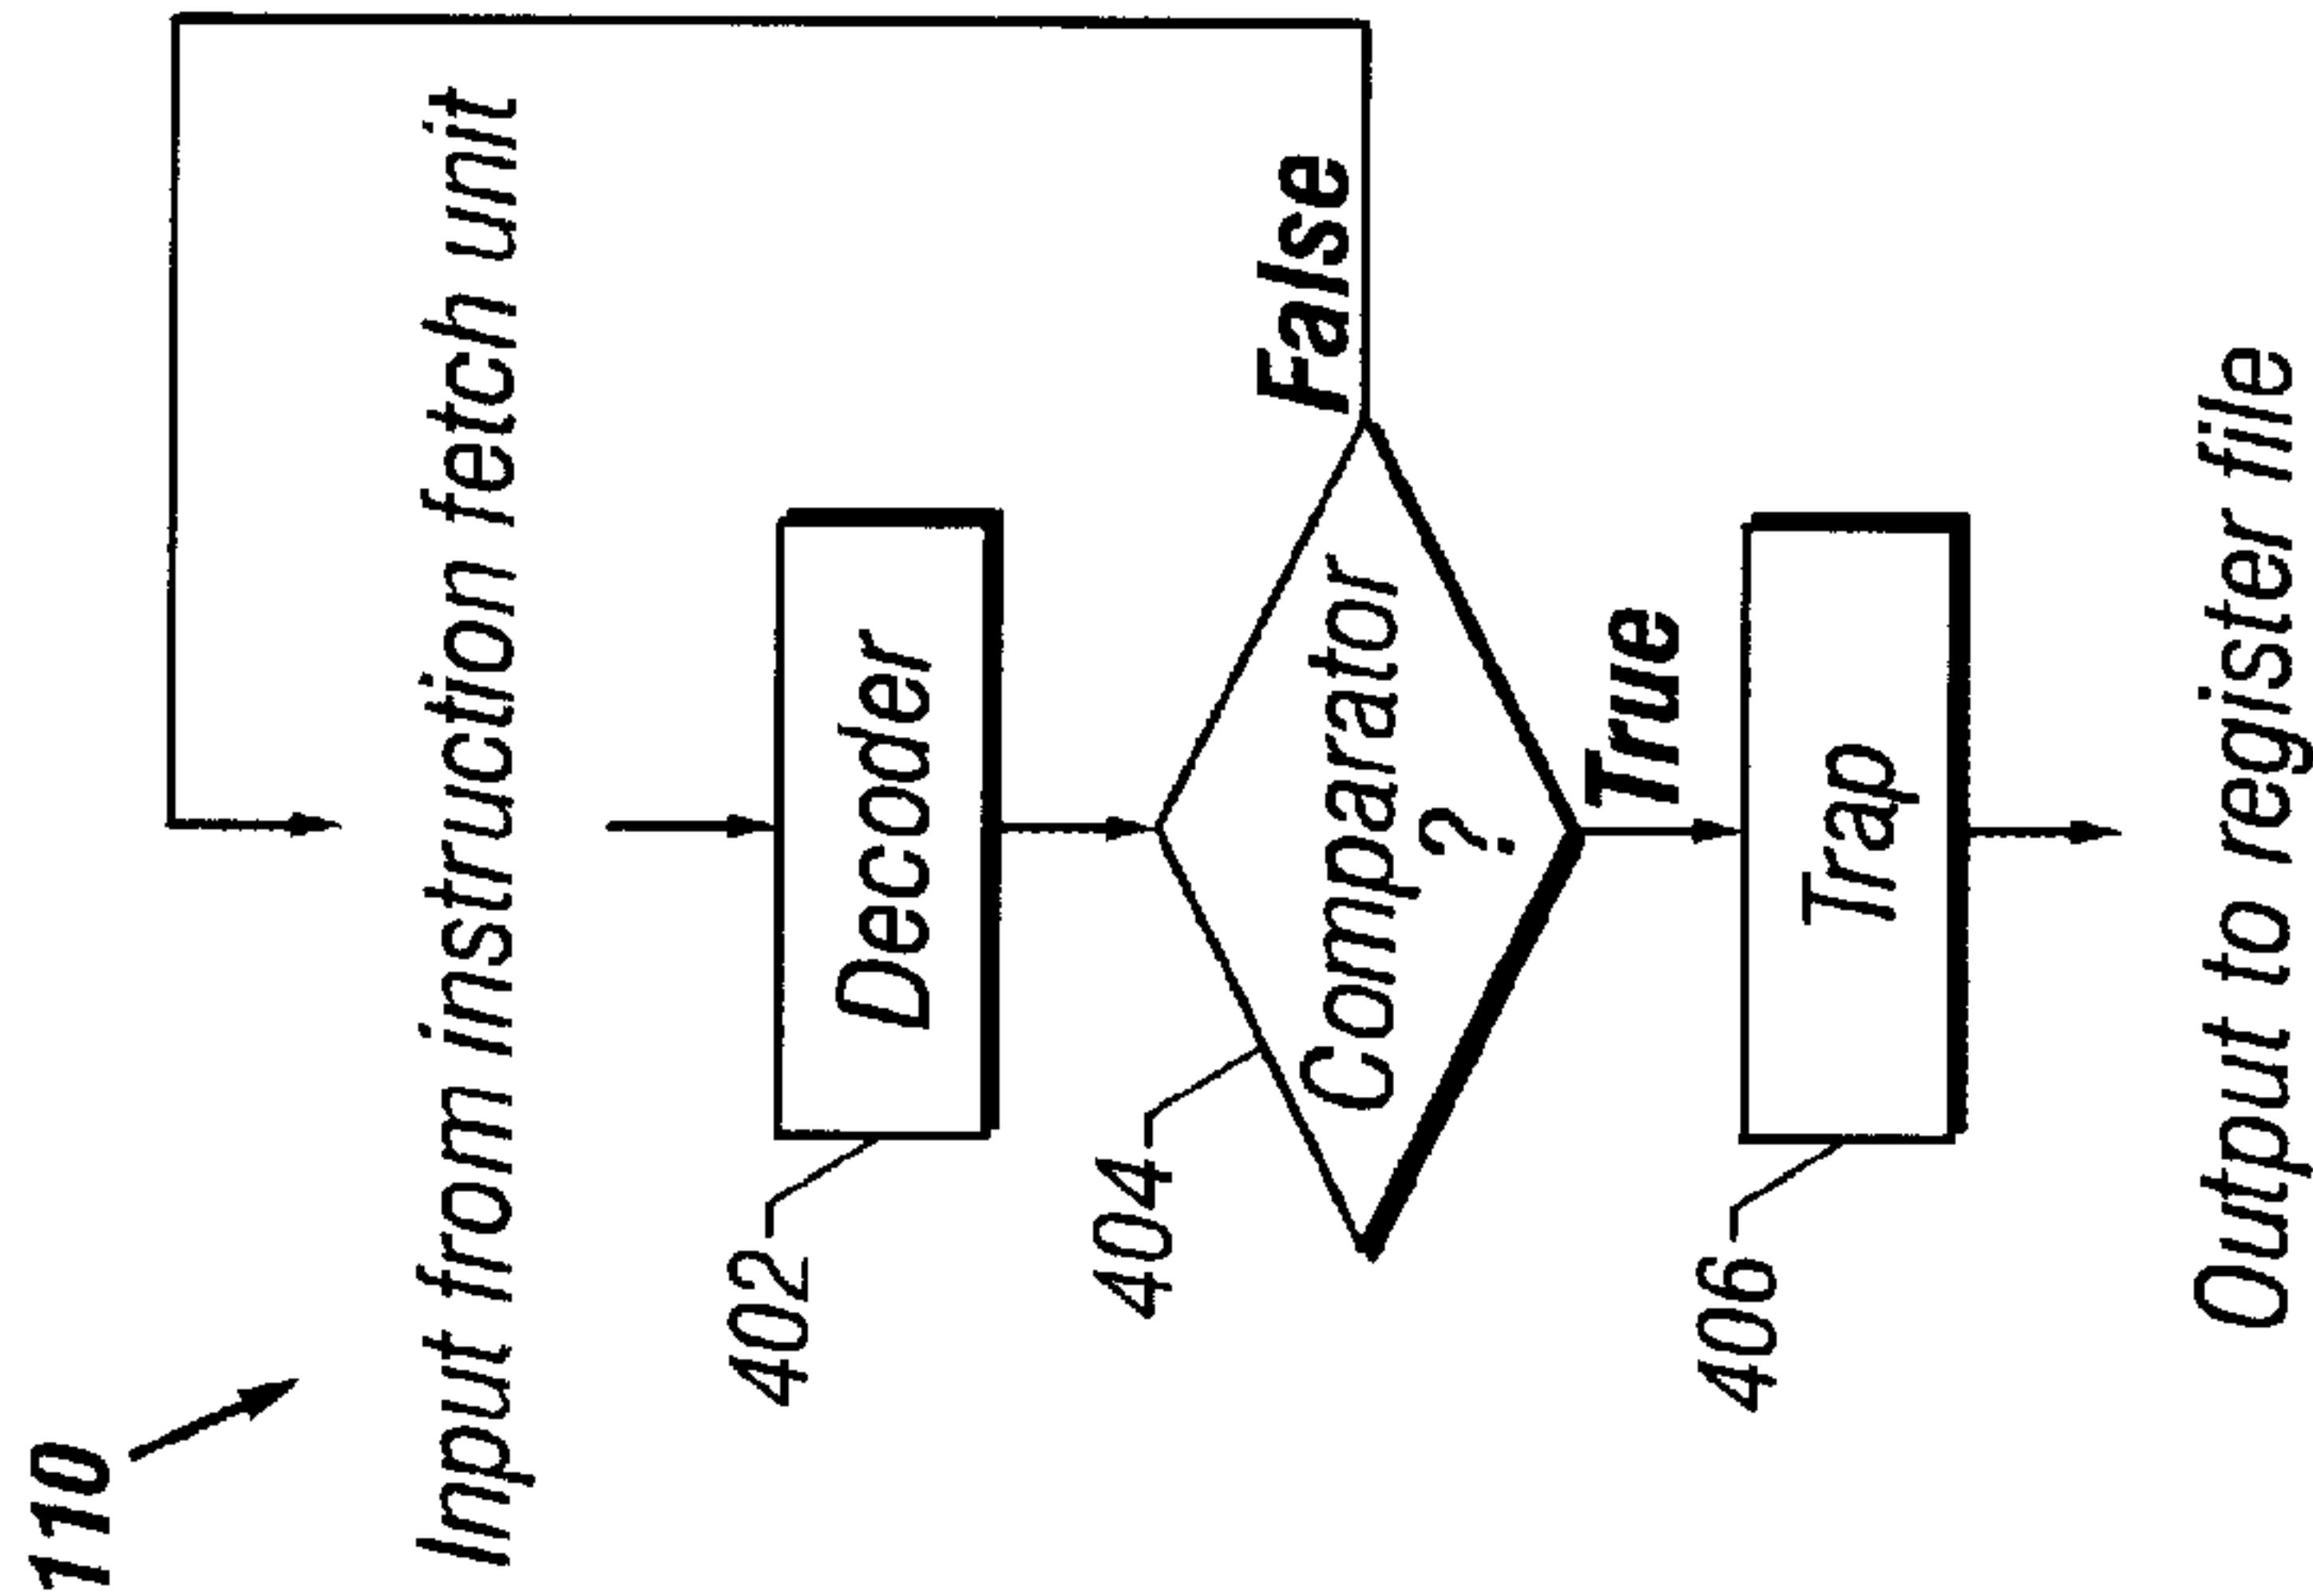 110
Input from instruction fetch unit
402
Decoder
404
Comparator
?
False
True
406
Trap
Output to register file